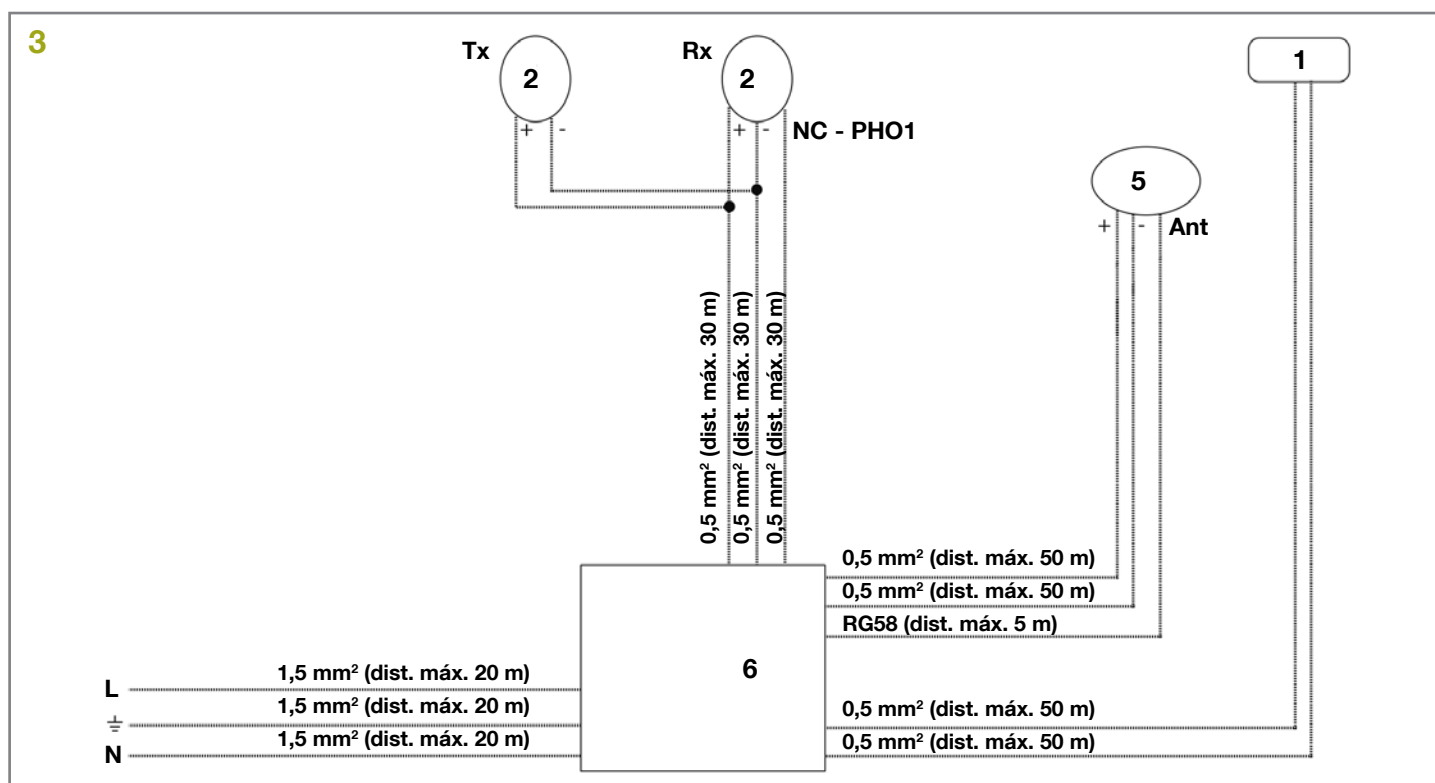 3
Tx
2
+ -
Rx
2
+ -
NC - PHO1
1
5
+ -
Ant
0,5 mm² (dist. máx. 30 m)
0,5 mm² (dist. máx. 30 m)
0,5 mm² (dist. máx. 30 m)
0,5 mm² (dist. máx. 50 m)
0,5 mm² (dist. máx. 50 m)
RG58 (dist. máx. 5 m)
6
L
1,5 mm² (dist. máx. 20 m)
1,5 mm² (dist. máx. 20 m)
N
1,5 mm² (dist. máx. 20 m)
0,5 mm² (dist. máx. 50 m)
0,5 mm² (dist. máx. 50 m)